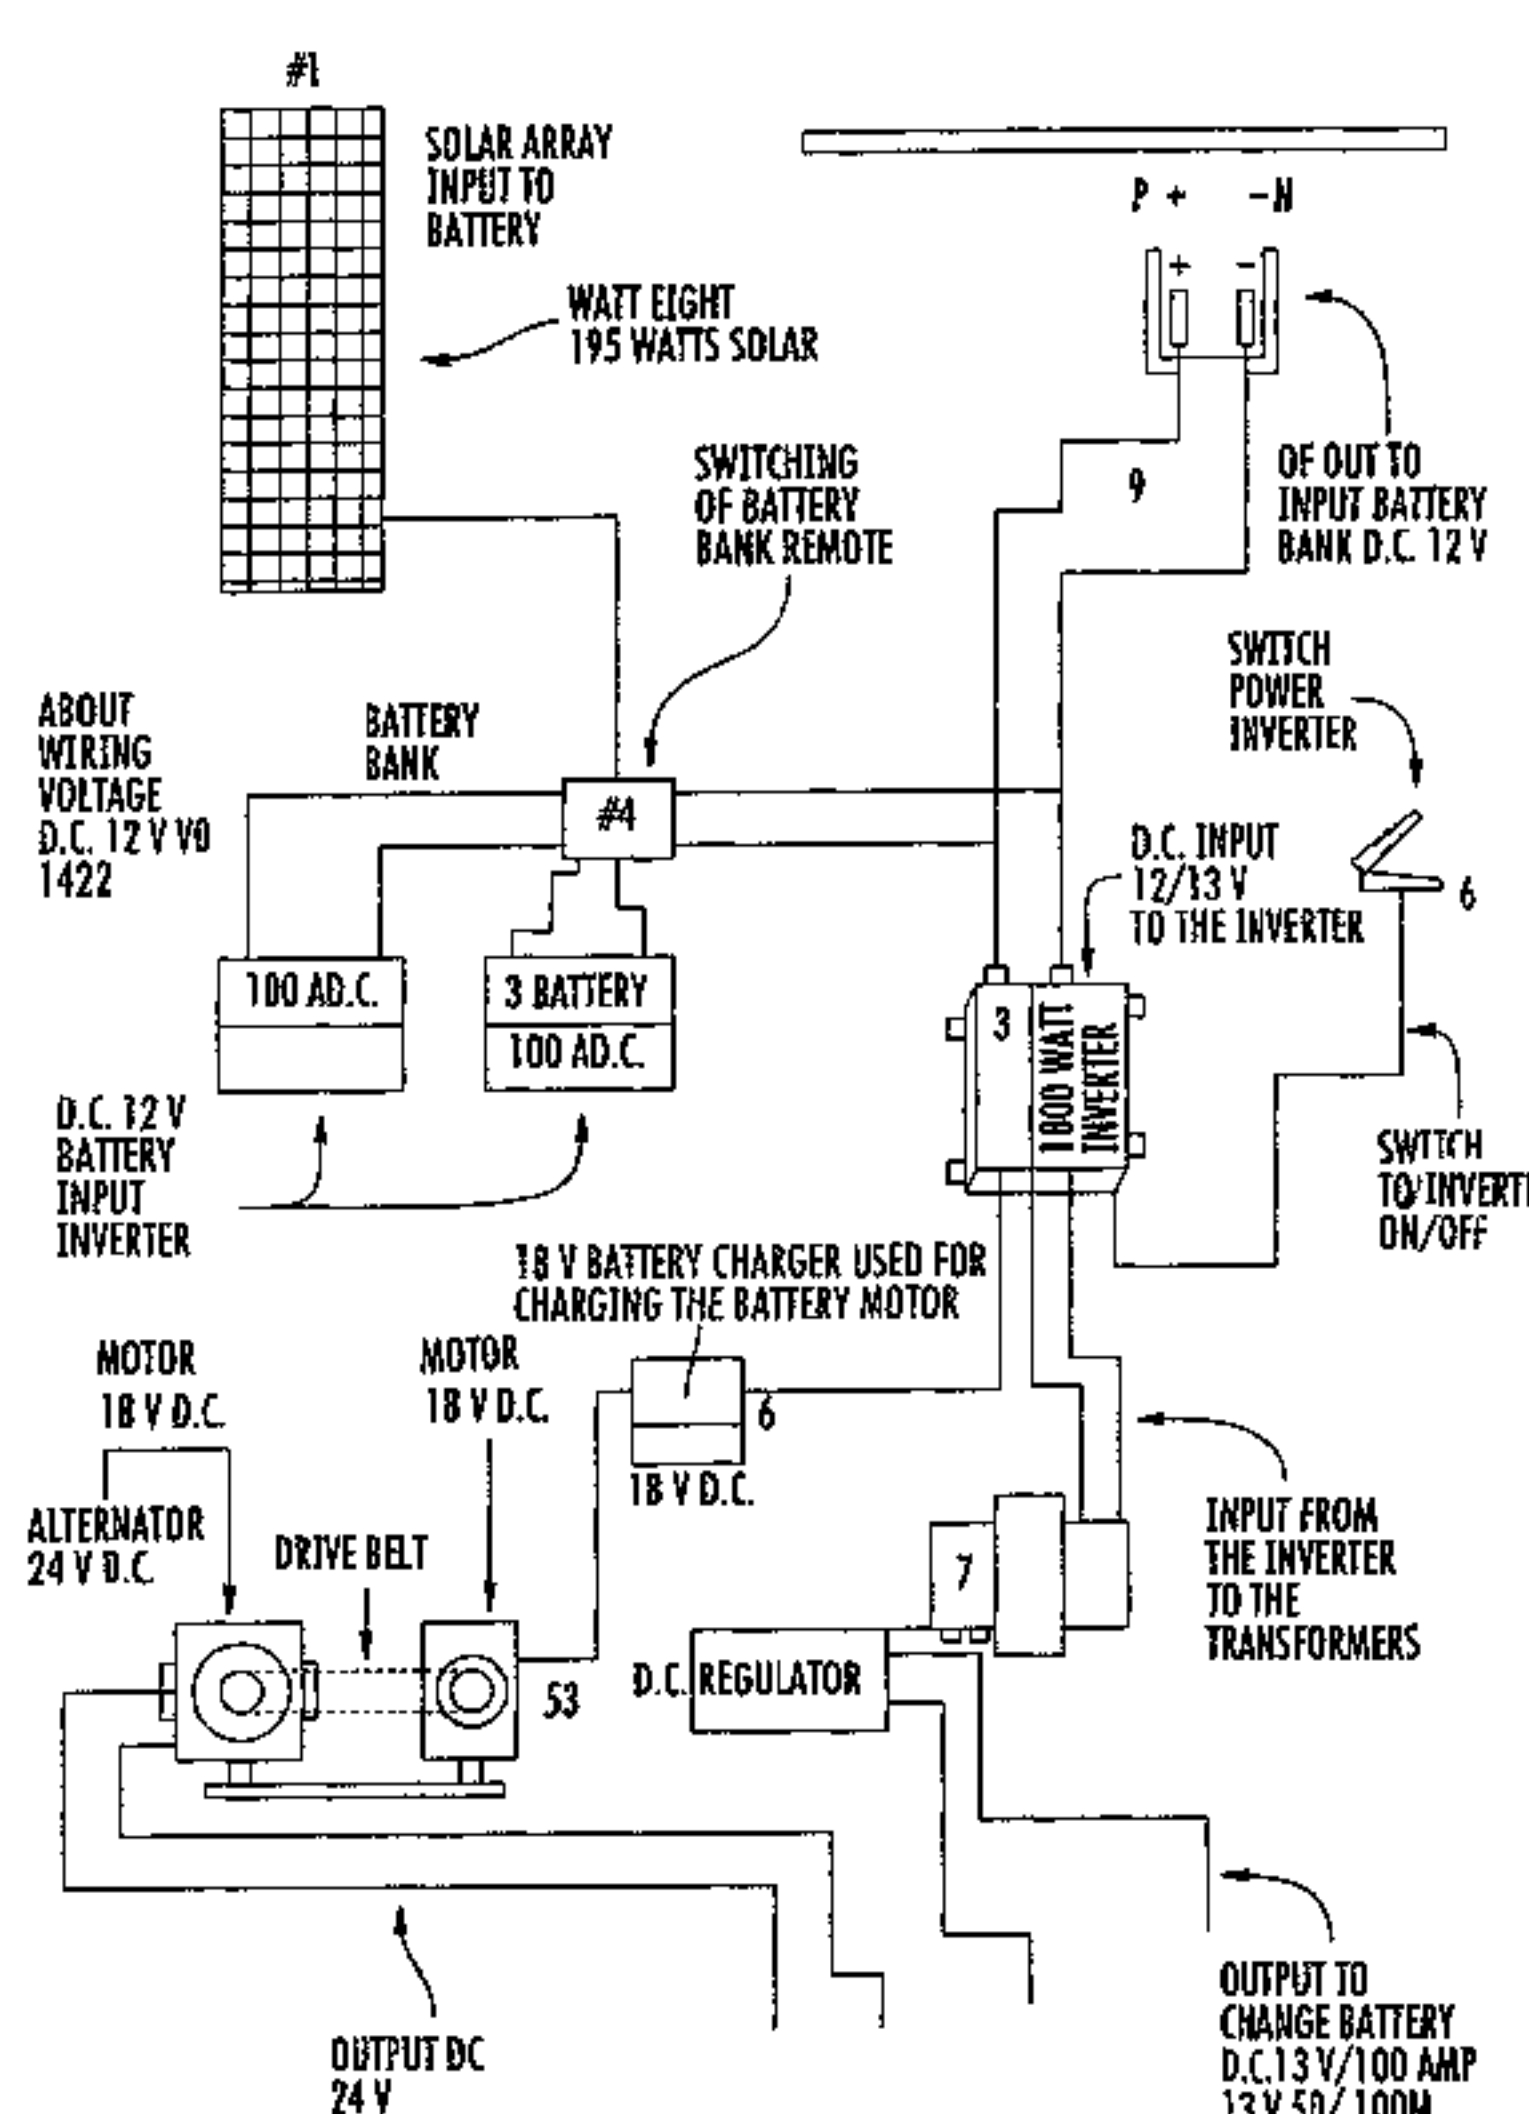 #1
SOLAR ARRAY
INPUT TO
BATTERY
P + - N
+ -
WATT EIGHT
195 WATTS SOLAR
SWITCHING
OF BATTERY
BANK REMOTE
9
OF OUT TO
INPUT BATTERY
BANK D.C. 12 V
SWITCH
POWER
INVERTER
ABOUT
WIRING
VOLTAGE
D.C. 12 V VO
1422
BATTERY
BANK
#4
D.C. INPUT
12/13 V
TO THE INVERTER
6
100 AD.C.
3 BATTERY
100 AD.C.
3
1800 WATT
INVERTER
D.C. 12 V
BATTERY
INPUT
INVERTER
SWITCH
TO/INVERTE
ON/OFF
18 V BATTERY CHARGER USED FOR
CHARGING THE BATTERY MOTOR
MOTOR
18 V D.C.
MOTOR
18 V D.C.
6
18 V D.C.
ALTERNATOR
24 V D.C.
DRIVE BELT
INPUT FROM
THE INVERTER
TO THE
TRANSFORMERS
7
53
D.C. REGULATOR
OUTPUT DC
24 V
OUTPUT TO
CHANGE BATTERY
D.C.13 V/100 AMP
13 V 50/ 100M